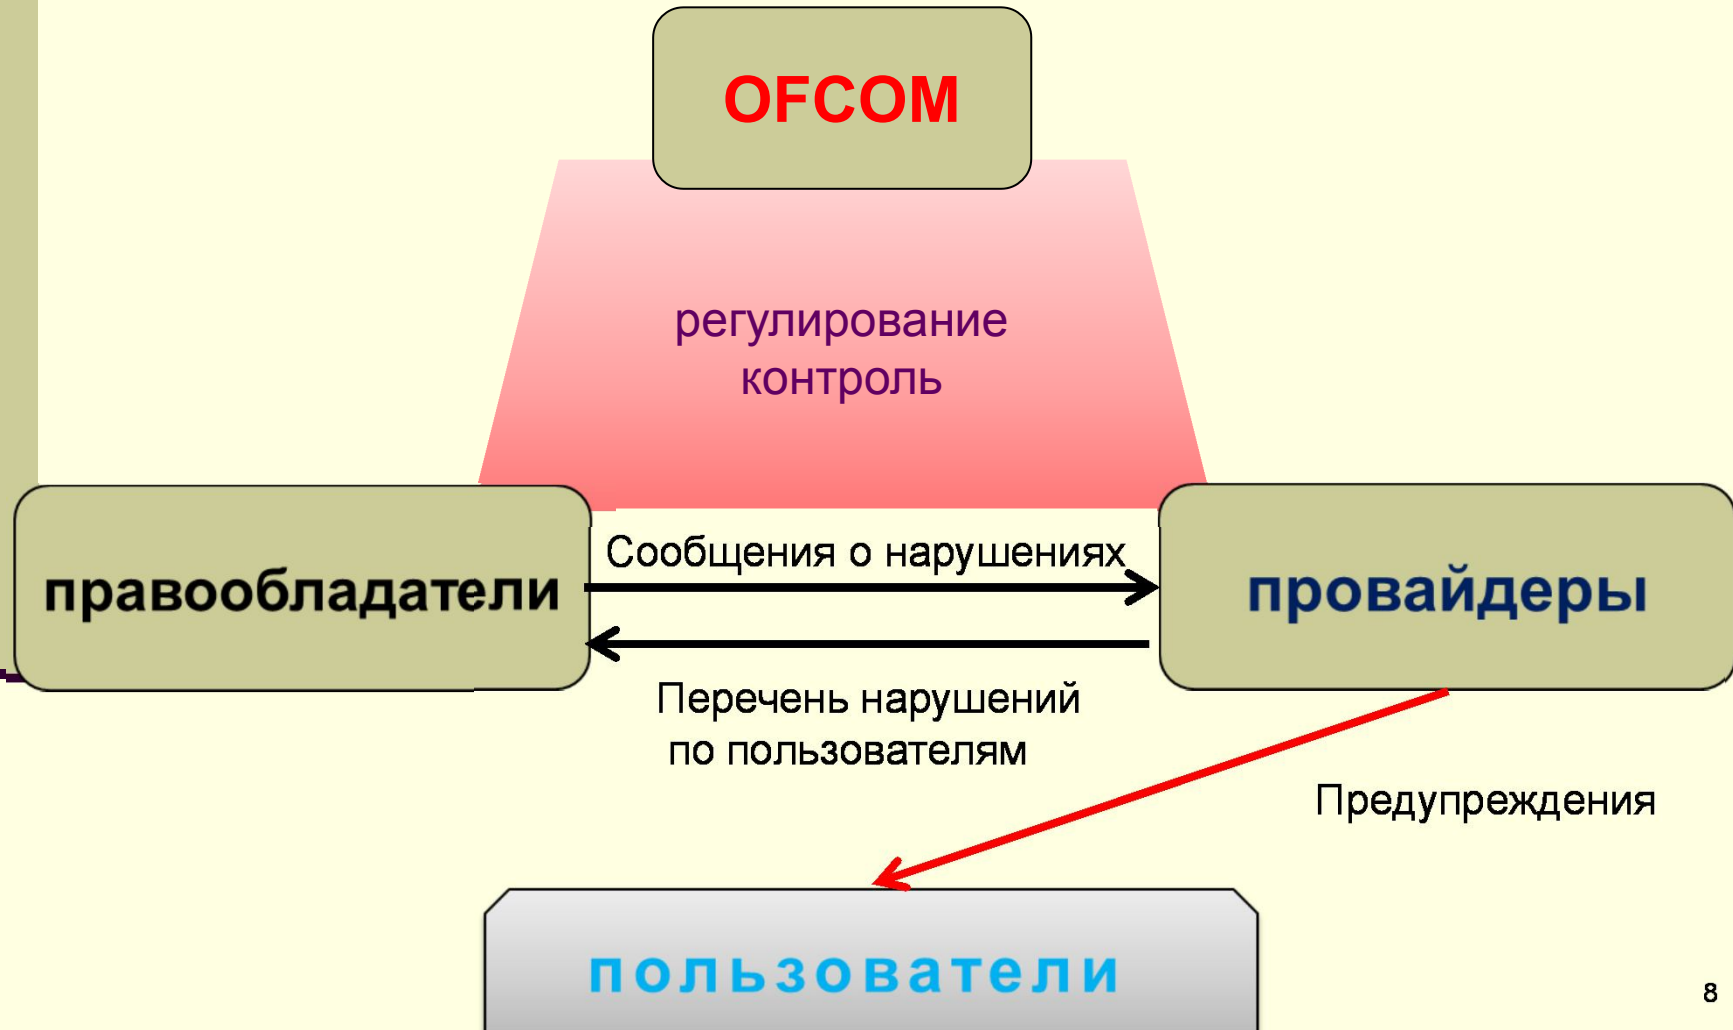 OFCOM
регулирование
контроль
правообладатели
Сообщения о нарушениях
провайдеры
Перечень нарушений
по пользователям
Предупреждения
пользователи
8